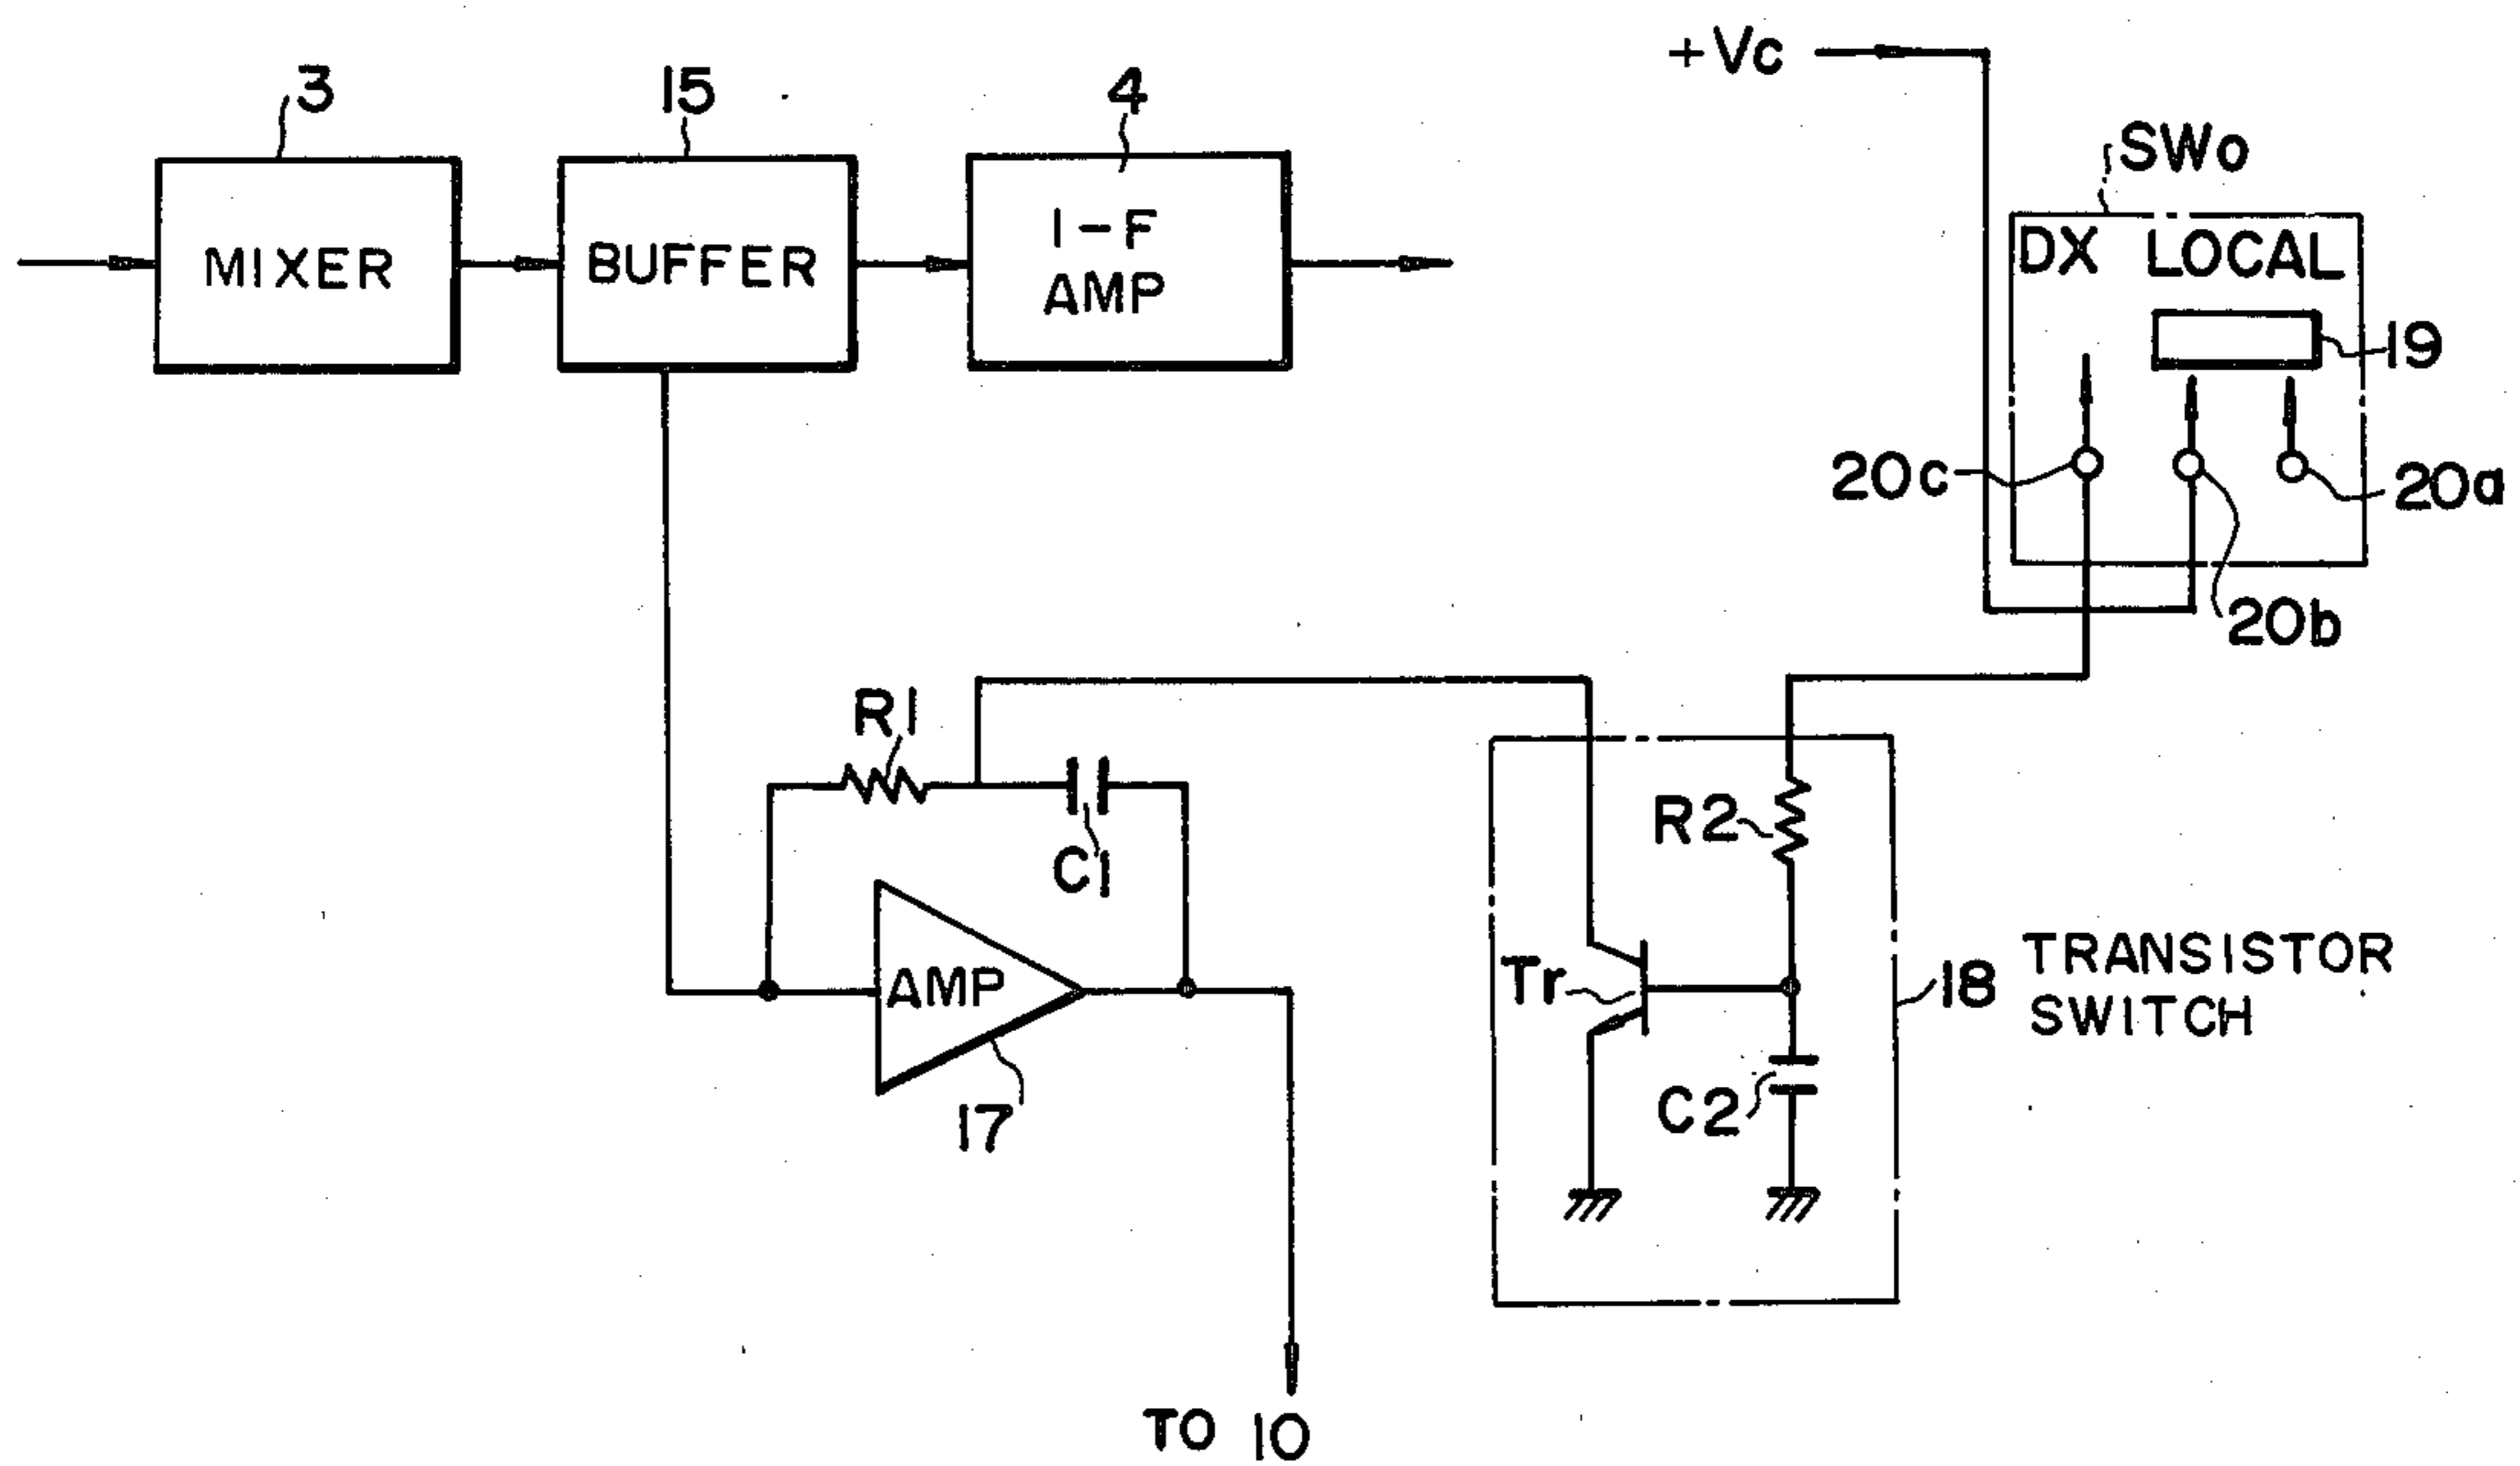 3
15
4
+Vc
SWo
MIXER
BUFFER
I-F
AMP
DX LOCAL
19
20c
20a
20b
R1
C1
R2
AMP
Tr
18
TRANSISTOR
SWITCH
17
C2
TO 10